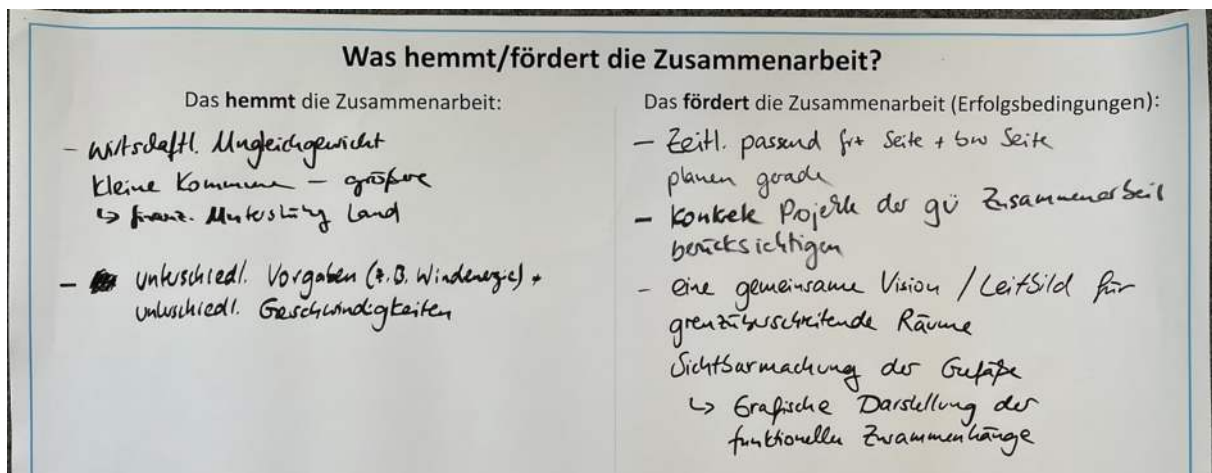 Was hemmt/fördert die Zusammenarbeit?
Das hemmt die Zusammenarbeit:
- wirtschaftl. Ungleichgewicht
kleine Kommune – größere
↳ finanz. Unterstützg Land
- unterschiedl. Vorgaben (z.B. Windenergie) +
unterschiedl. Geschwindigkeiten
Das fördert die Zusammenarbeit (Erfolgsbedingungen):
- Zeitl. passend frz Seite + bw Seite
planen gerade
- Konkrete Projekte der gü Zusammenarbeit
berücksichtigen
- eine gemeinsame Vision / Leitbild für
grenzüberschreitende Räume
Sichtbarmachung der Gefäße
↳ Grafische Darstellung der
funktionellen Zusammenhänge